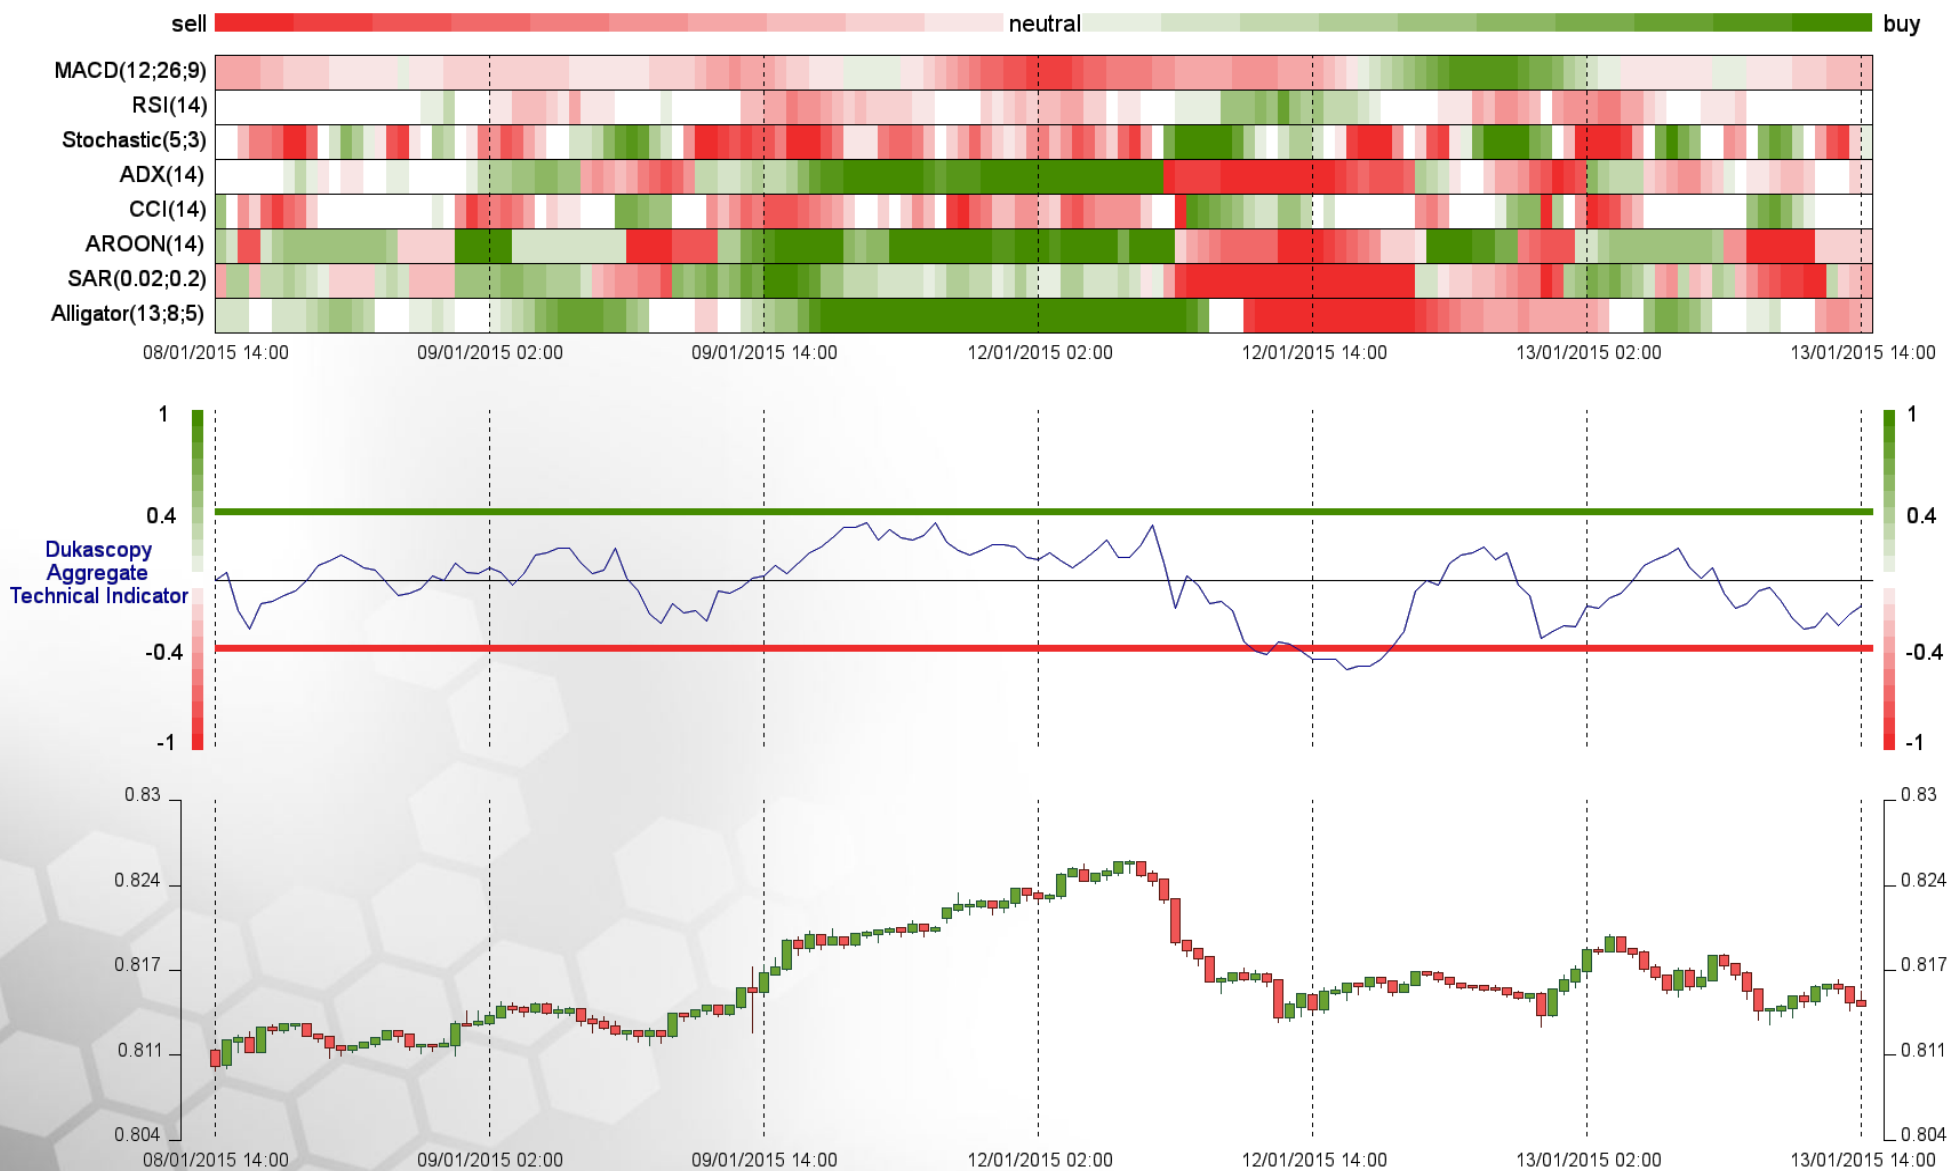 sell neutral buy
MACD(12;26;9)
RSI(14)
Stochastic(5;3)
ADX(14)
CCI(14)
AROON(14)
SAR(0.02;0.2)
Alligator(13;8;5)
08/01/2015 14:00 09/01/2015 02:00 09/01/2015 14:00 12/01/2015 02:00 12/01/2015 14:00 13/01/2015 02:00 13/01/2015 14:00
1 1
0.4 0.4
Dukascopy
Aggregate
Technical Indicator
-0.4 -0.4
-1 -1
0.83 0.83
0.824 0.824
0.817 0.817
0.811 0.811
0.804 0.804
08/01/2015 14:00 09/01/2015 02:00 09/01/2015 14:00 12/01/2015 02:00 12/01/2015 14:00 13/01/2015 02:00 13/01/2015 14:00